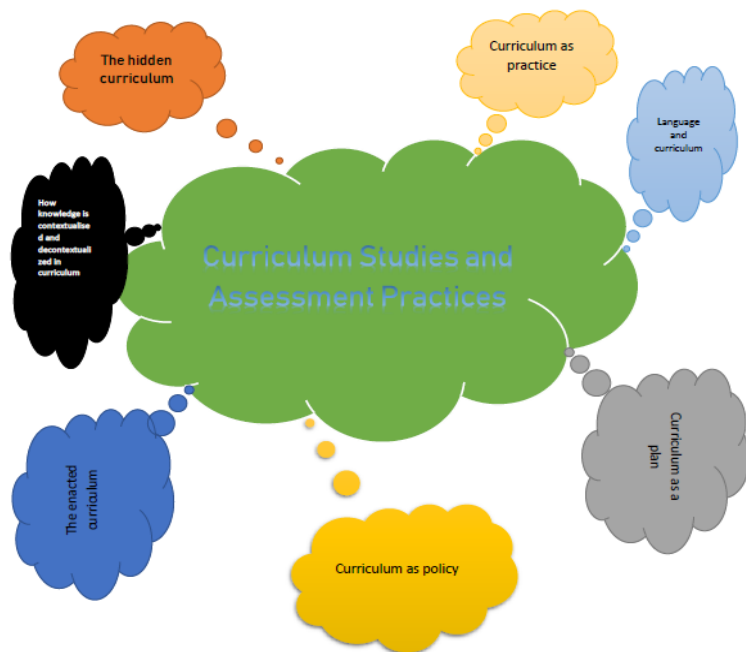 The hidden
curriculum
Curriculum as
practice
Language
and
curriculum
How
knowledge is
contextualise
d and
decontextuali
zed in
curriculum
Curriculum Studies and
Assessment Practices
Curriculum as a
plan
The enacted
curriculum
Curriculum as policy